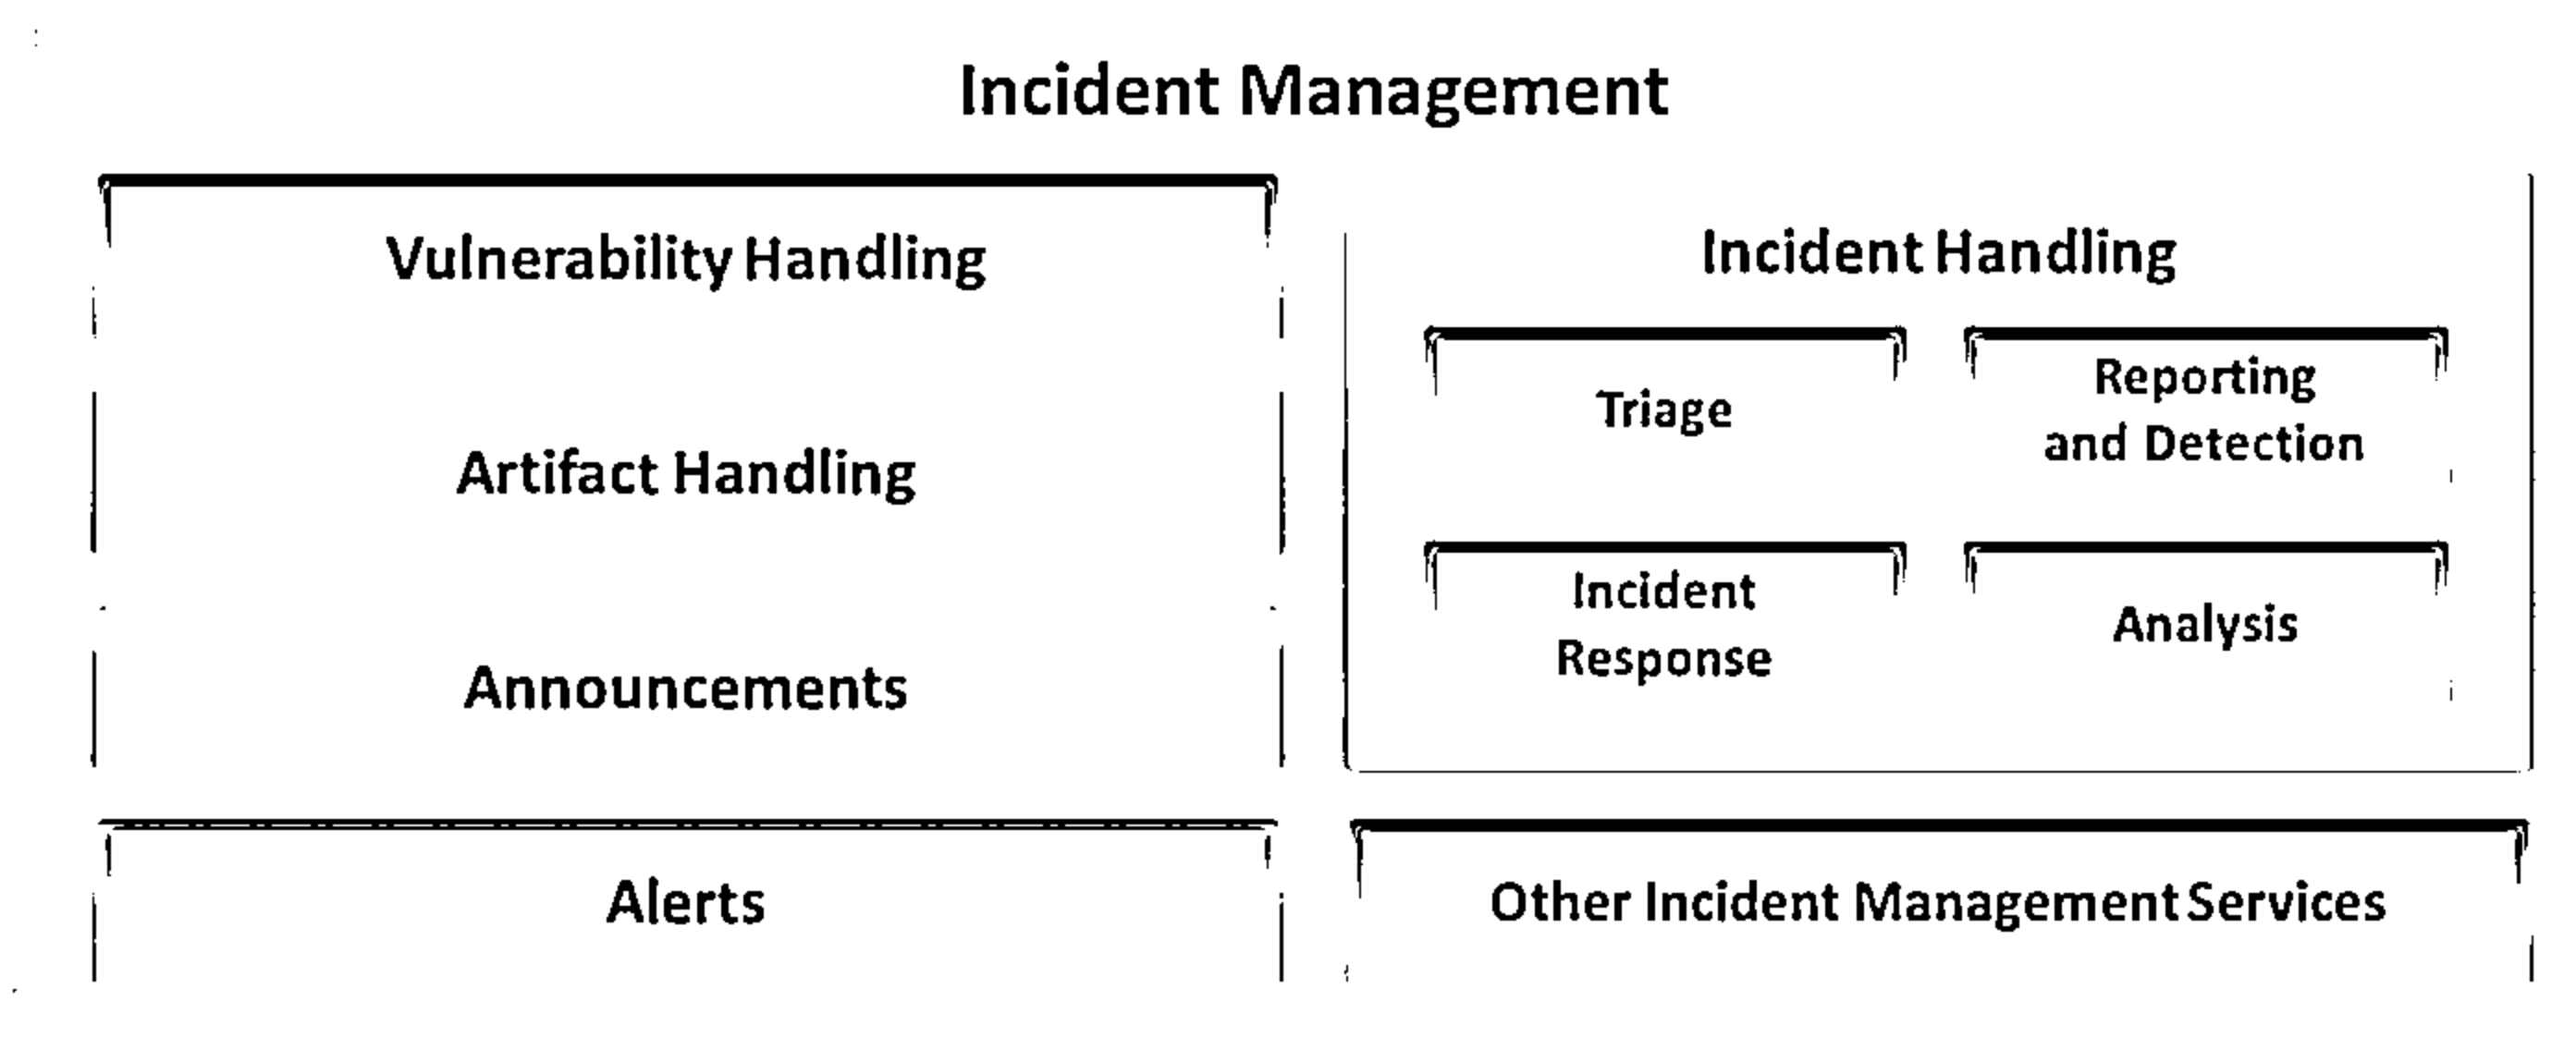 Incident Management
Vulnerability Handling
Artifact Handling
Announcements
Alerts
Incident Handling
Triage
Reporting
and Detection
Incident
Response
Analysis
Other Incident Management Services